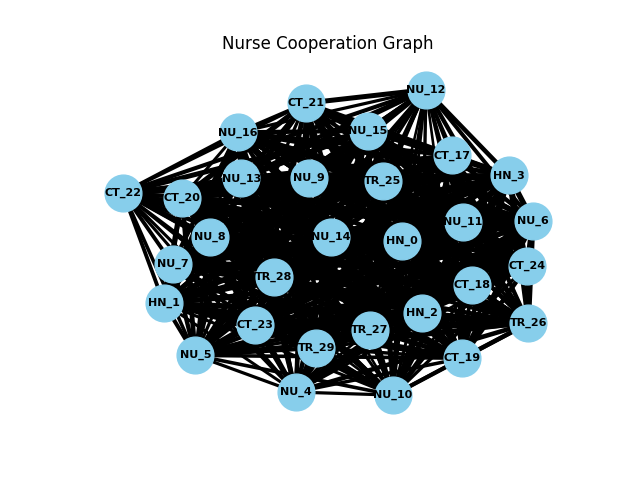 Nurse Cooperation Graph
NU_12
CT_21
NU_16
NU_15
CT_17
HN_3
NU_13
NU_9
TR_25
CT_22
CT_20
NU_11
NU_6
NU_8
NU_14
HN_0
NU_7
CT_24
TR_28
CT_18
HN_1
HN_2
CT_23
TR_27
TR_26
TR_29
NU_5
CT_19
NU_4
NU_10